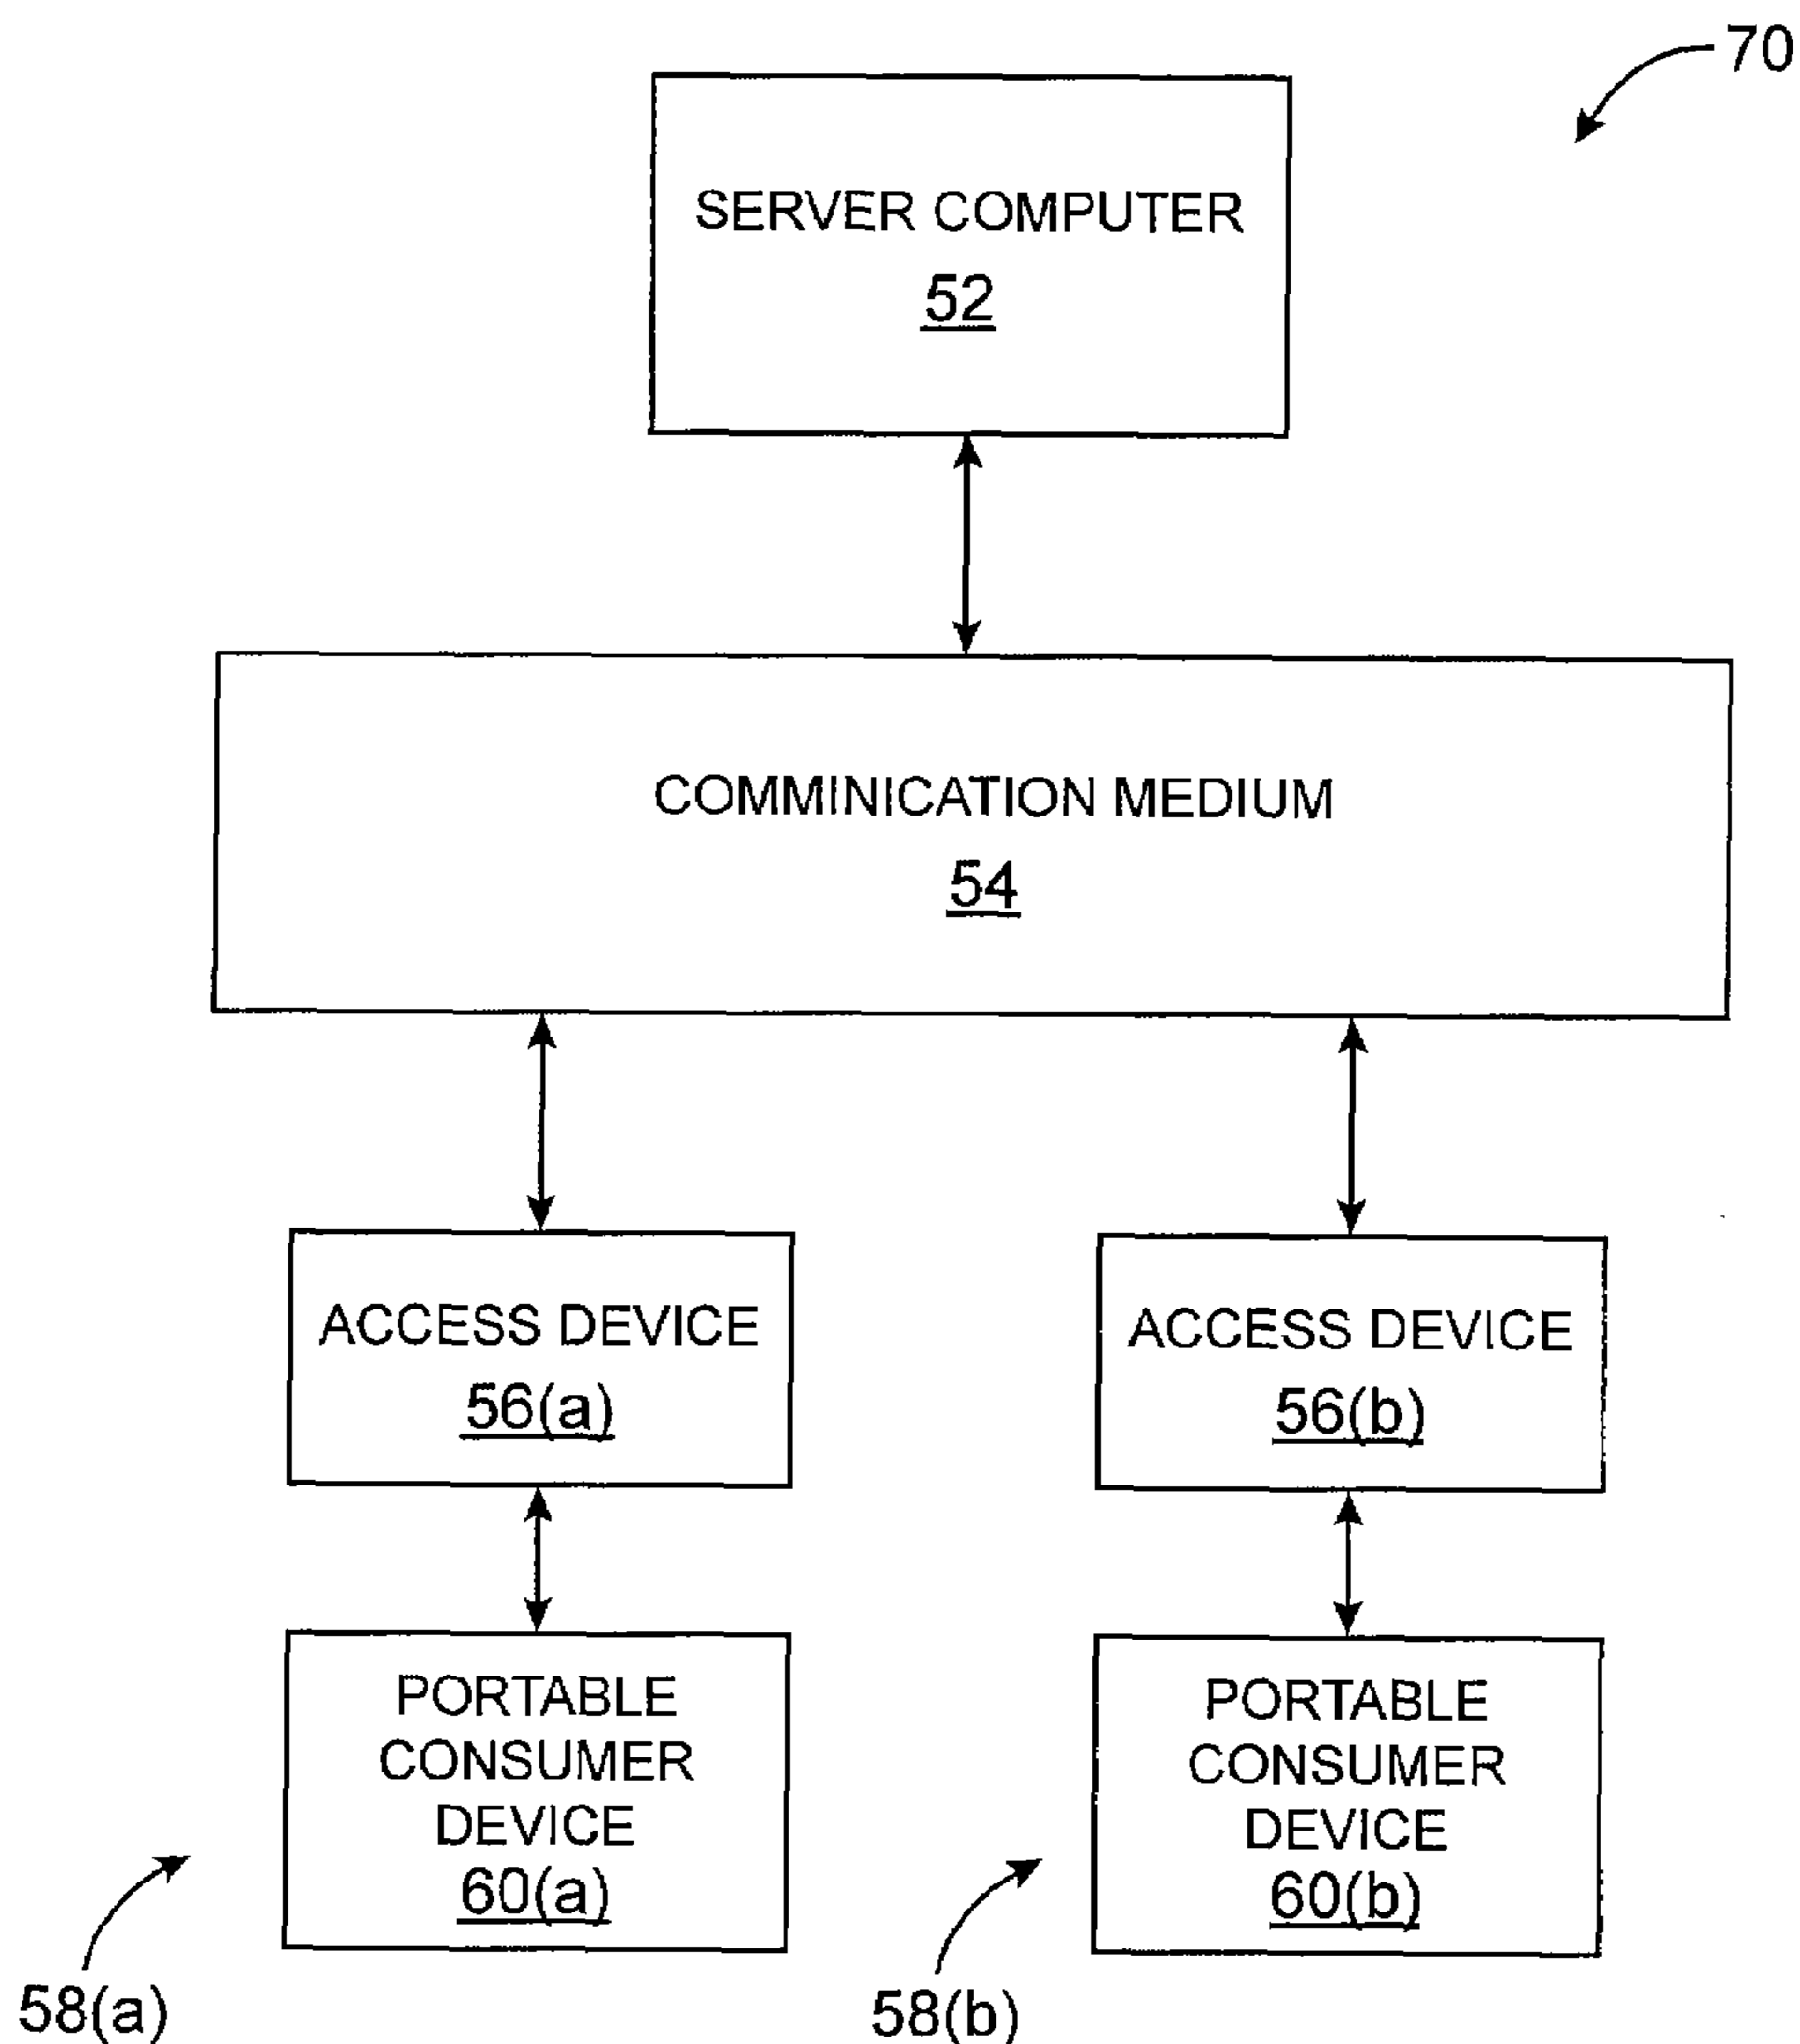 70
SERVER COMPUTER
52
COMMINICATION MEDIUM
54
ACCESS DEVICE
56(a)
ACCESS DEVICE
56(b)
PORTABLE
CONSUMER
DEVICE
60(a)
PORTABLE
CONSUMER
DEVICE
60(b)
58(a)
58(b)